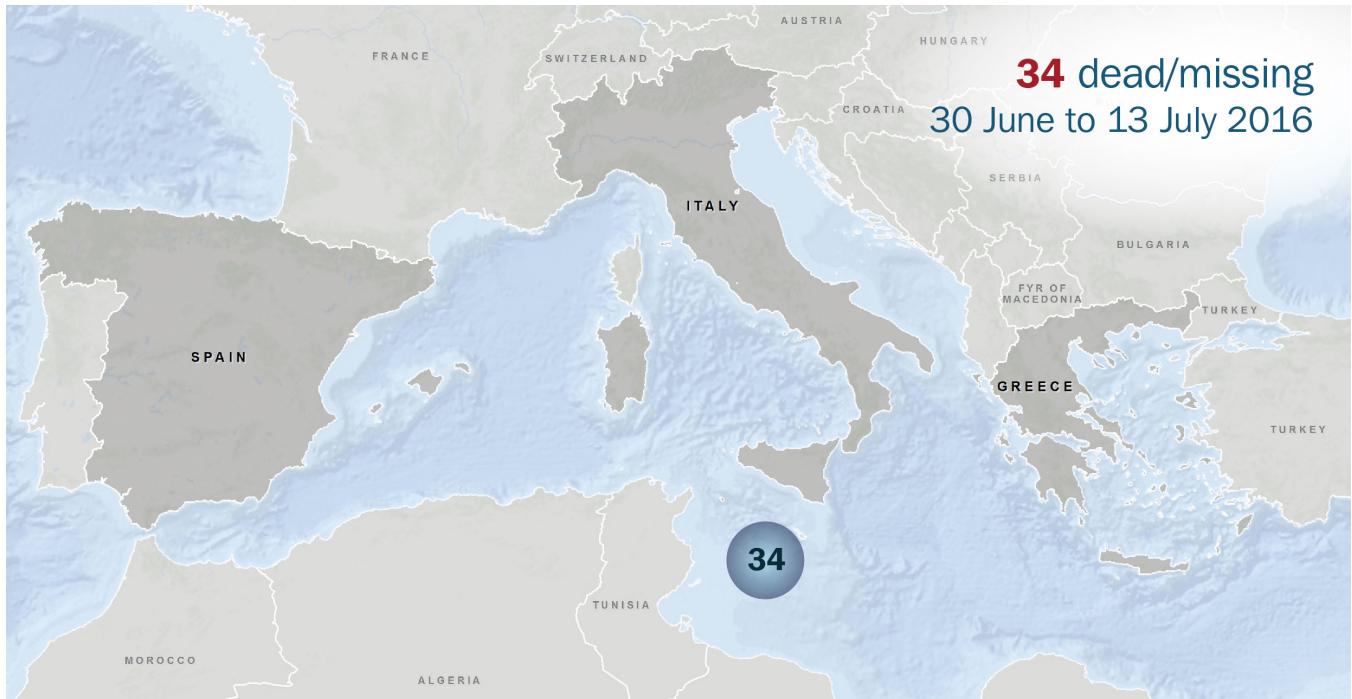 AUSTRIA
HUNGARY
FRANCE
SWITZERLAND
34 dead/missing
30 June to 13 July 2016
CROATIA
SERBIA
ITALY
BULGARIA
FYR OF
MACEDONIA
TURKEY
SPAIN
GREECE
TURKEY
34
TUNISIA
MOROCCO
ALGERIA